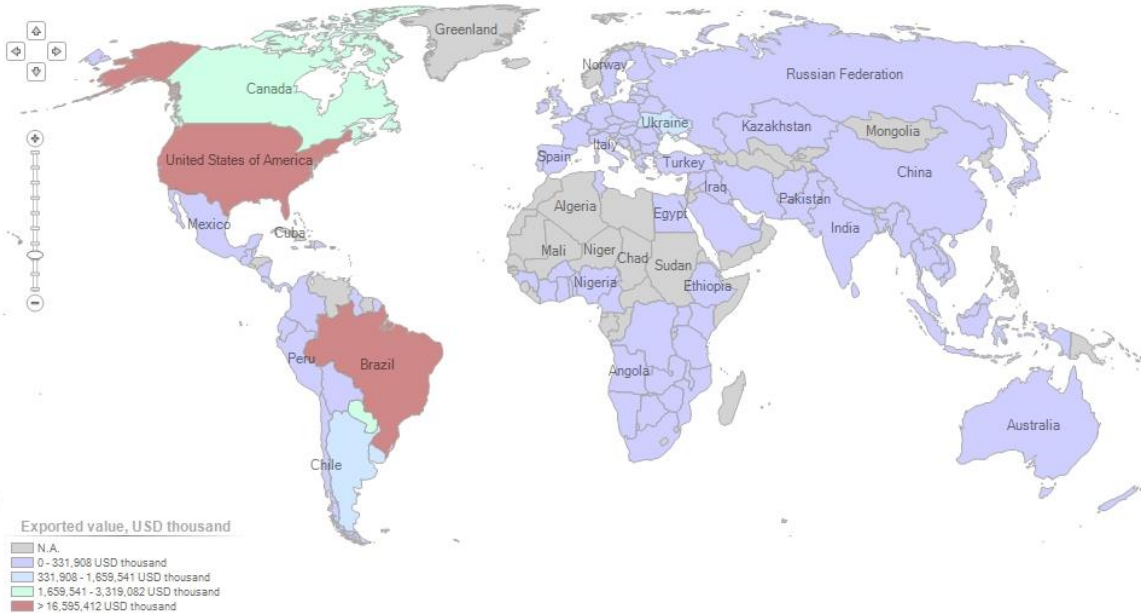 Greenland
Norway
Russian Federation
Canada
Ukraine
Kazakhstan
Mongolia
United States of America
Spain
Italy
Turkey
China
Iraq
Pakistan
Mexico
Algeria
Egypt
India
Cuba
Mali
Niger
Chad
Sudan
Nigeria
Ethiopia
Peru
Brazil
Angola
Australia
Chile
Exported value, USD thousand
N.A.
0 - 331,908 USD thousand
331,908 - 1,659,541 USD thousand
1,659,541 - 3,319,082 USD thousand
> 16,595,412 USD thousand